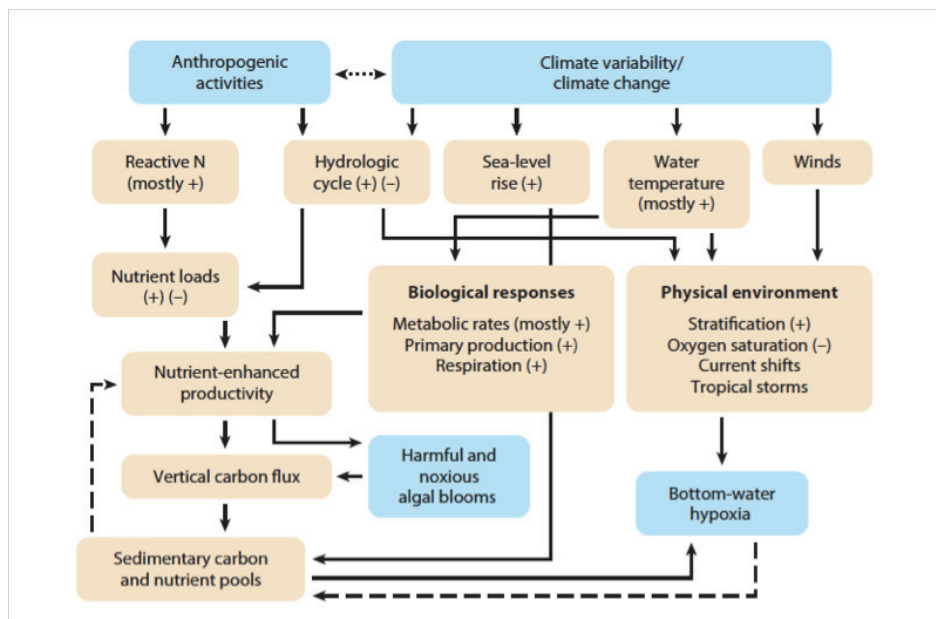 Anthropogenic
activities
Climate variability/
climate change
Reactive N
(mostly +)
Hydrologic
cycle (+) (–)
Sea-level
rise (+)
Water
temperature
(mostly +)
Winds
Nutrient loads
(+) (–)
Biological responses
Metabolic rates (mostly +)
Primary production (+)
Respiration (+)
Physical environment
Stratification (+)
Oxygen saturation (–)
Current shifts
Tropical storms
Nutrient-enhanced
productivity
Vertical carbon flux
Harmful and
noxious
algal blooms
Bottom-water
hypoxia
Sedimentary carbon
and nutrient pools